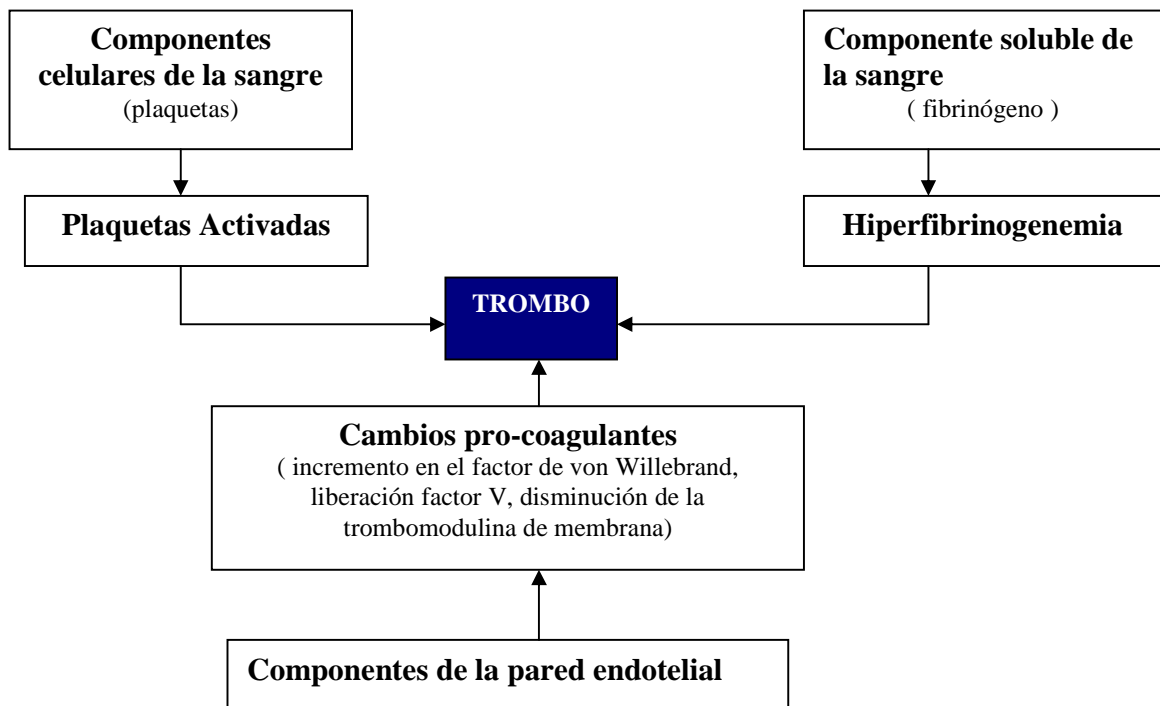 Componentes
celulares de la sangre
(plaquetas)
Componente soluble de
la sangre
( fibrinógeno )
Plaquetas Activadas
Hiperfibrinogenemia
TROMBO
Cambios pro-coagulantes
( incremento en el factor de von Willebrand,
liberación factor V, disminución de la
trombomodulina de membrana)
Componentes de la pared endotelial